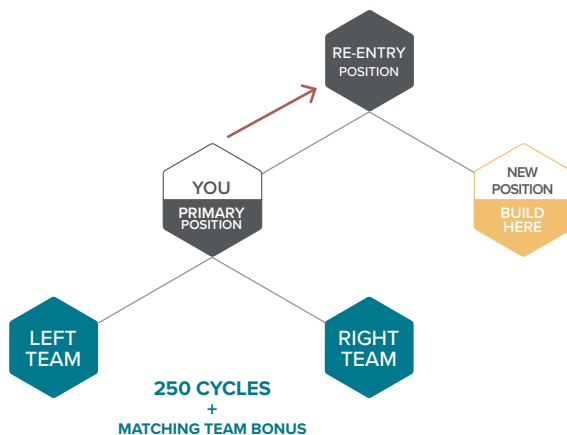 RE-ENTRY
POSITION
YOU
PRIMARY
POSITION
NEW
POSITION
BUILD
HERE
LEFT
TEAM
RIGHT
TEAM
250 CYCLES
+
MATCHING TEAM BONUS